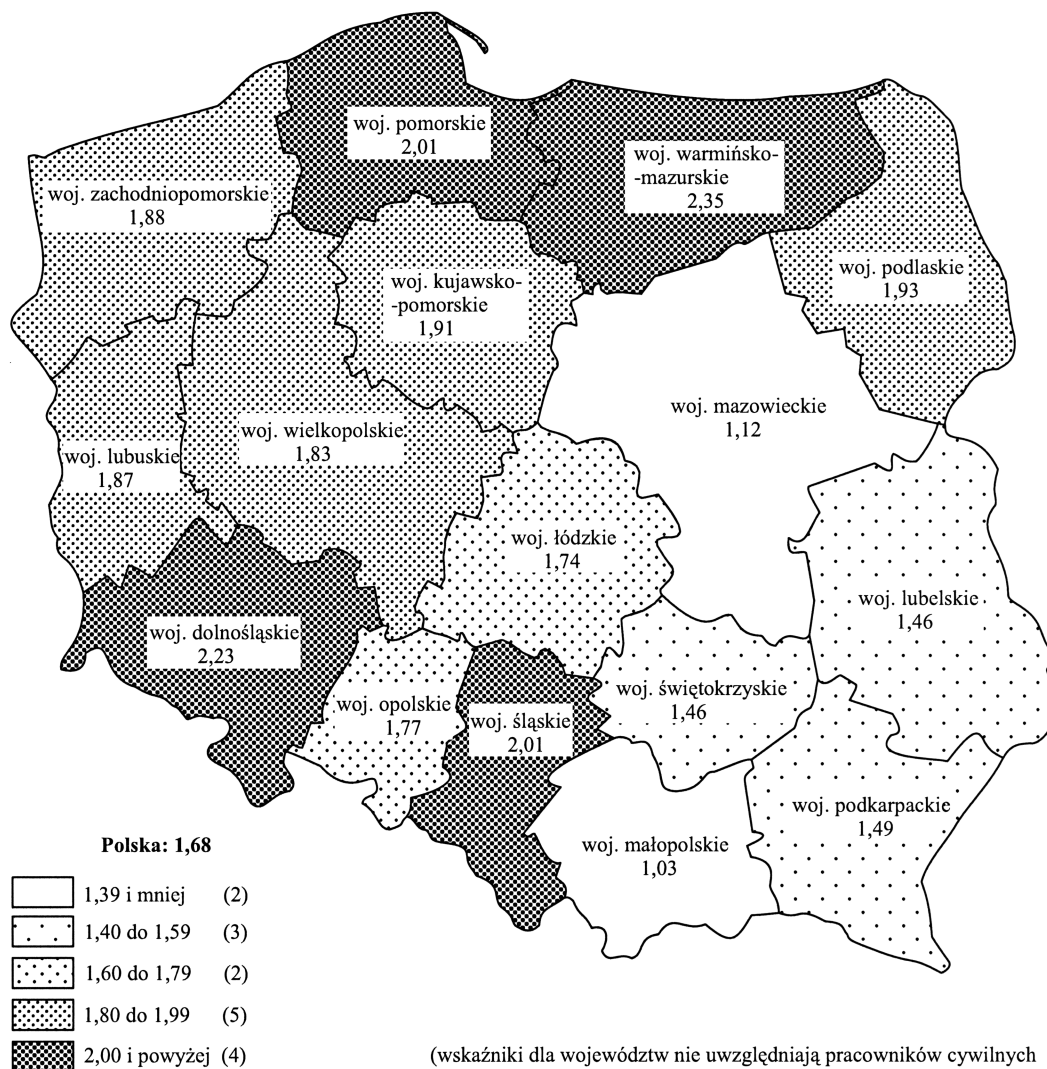 woj. pomorskie
2,01
woj. warmińsko-
-mazurskie
2,35
woj. zachodniopomorskie
1,88
woj. podlaskie
1,93
woj. kujawsko-
-pomorskie
1,91
woj. mazowieckie
1,12
woj. wielkopolskie
1,83
woj. lubuskie
1,87
woj. łódzkie
1,74
woj. lubelskie
1,46
woj. dolnośląskie
2,23
woj. świętokrzyskie
1,46
woj. opolskie
1,77
woj. śląskie
2,01
woj. podkarpackie
1,49
woj. małopolskie
1,03
Polska: 1,68
1,39 i mniej (2)
1,40 do 1,59 (3)
1,60 do 1,79 (2)
1,80 do 1,99 (5)
2,00 i powyżej (4)
(wskaźniki dla województw nie uwzględniają pracowników cywilnych